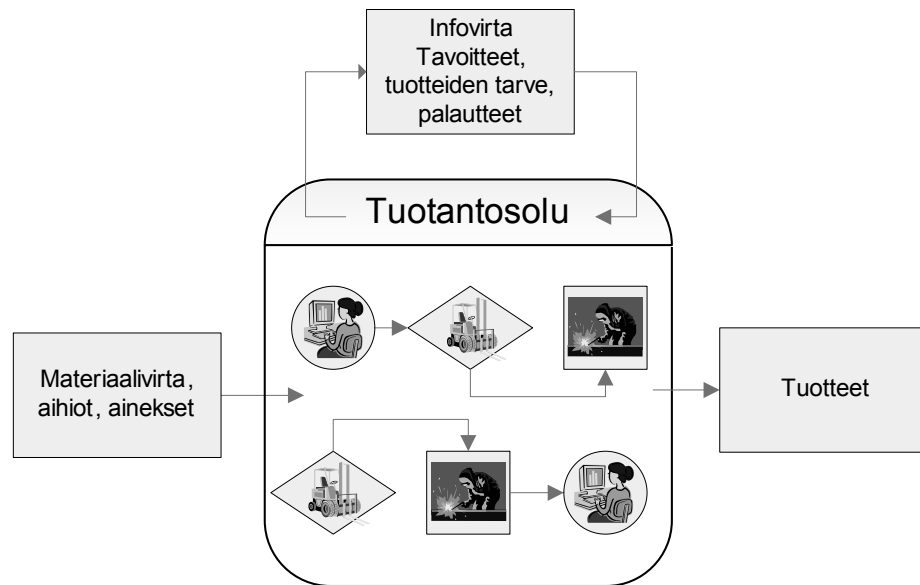 Infovirta
Tavoitteet,
tuotteiden tarve,
palautteet
Tuotantosolu
Materiaalivirta,
aihiot, ainekset
Tuotteet